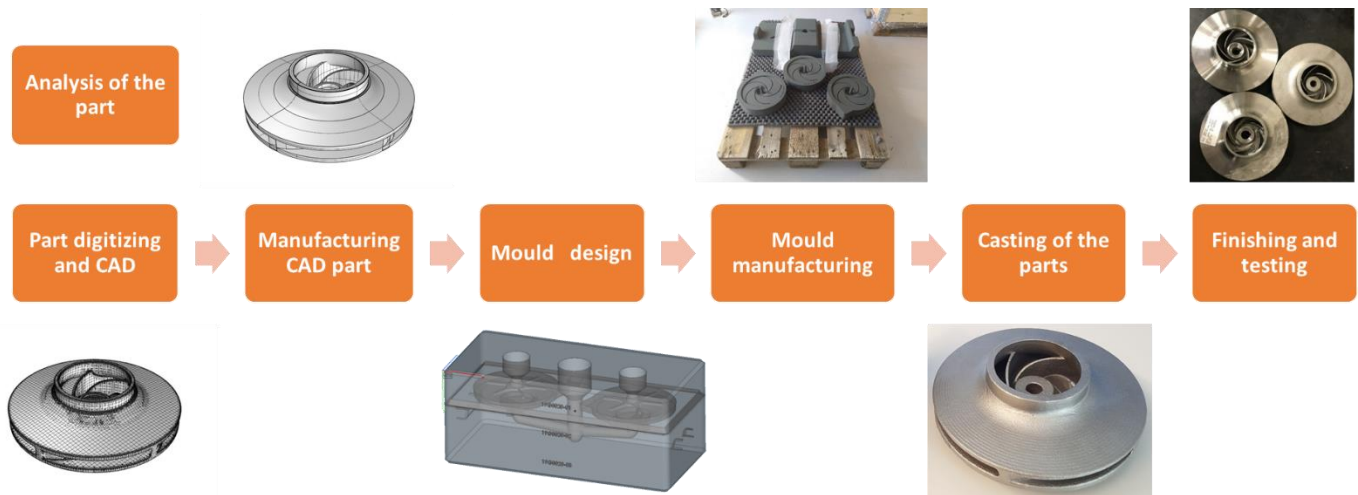 Analysis of the
part
Part digitizing
and CAD
Manufacturing
CAD part
Mould design
Mould
manufacturing
Casting of the
parts
Finishing and
testing